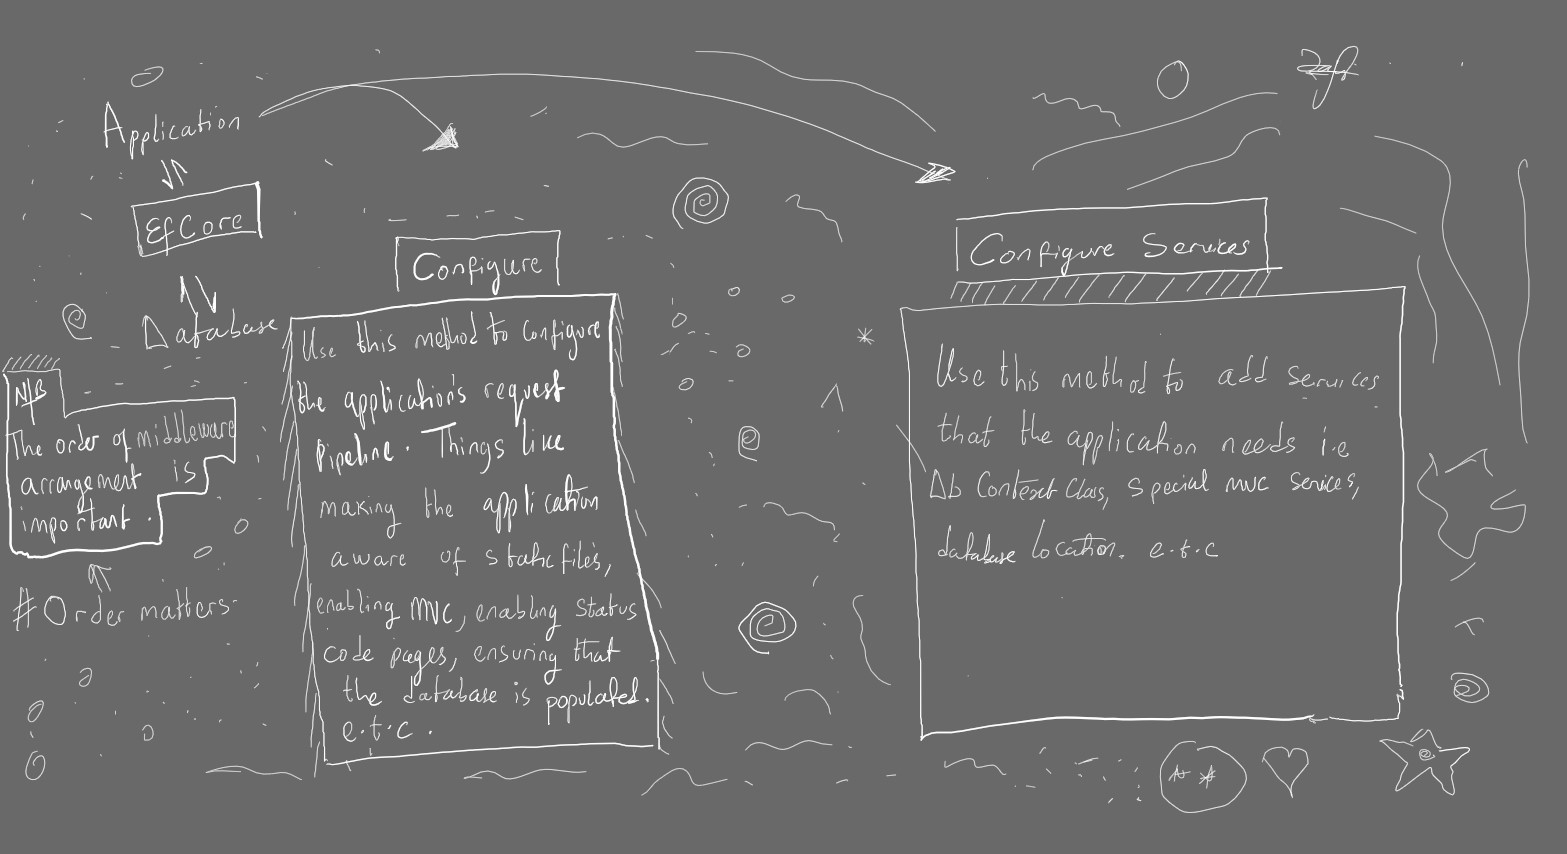 Application
EfCore
Database
N/B
The order of middleware
arrangement is
important.
#Order matters
Configure
Use this method to configure
the application's request
Pipeline. Things like
making the application
aware of static files,
enabling MVC, enabling status
code pages, ensuring that
the database is populated.
e.t.c.
Configure Services
Use this method to add services
that the application needs i.e
Db Context Class, special mvc services,
database location. e.t.c